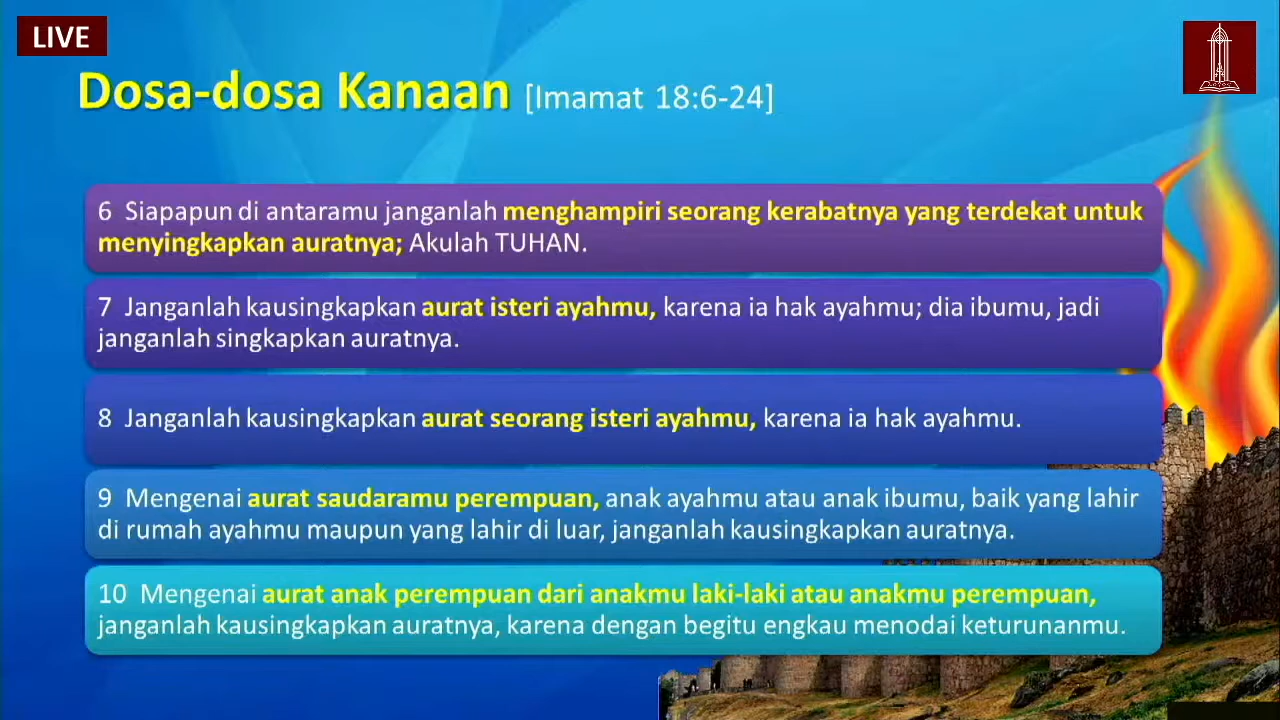 LIVE
Dosa-dosa Kanaan [Imamat 18:6-24]
6 Siapapun di antaramu janganlah menghampiri seorang kerabatnya yang terdekat untuk
menyingkapkan auratnya; Akulah TUHAN.
7 Janganlah kausingkapkan aurat isteri ayahmu, karena ia hak ayahmu; dia ibumu, jadi
janganlah singkapkan auratnya.
8 Janganlah kausingkapkan aurat seorang isteri ayahmu, karena ia hak ayahmu.
9 Mengenai aurat saudaramu perempuan, anak ayahmu atau anak ibumu, baik yang lahir
di rumah ayahmu maupun yang lahir di luar, janganlah kausingkapkan auratnya.
10 Mengenai aurat anak perempuan dari anakmu laki-laki atau anakmu perempuan,
janganlah kausingkapkan auratnya, karena dengan begitu engkau menodai keturunanmu.